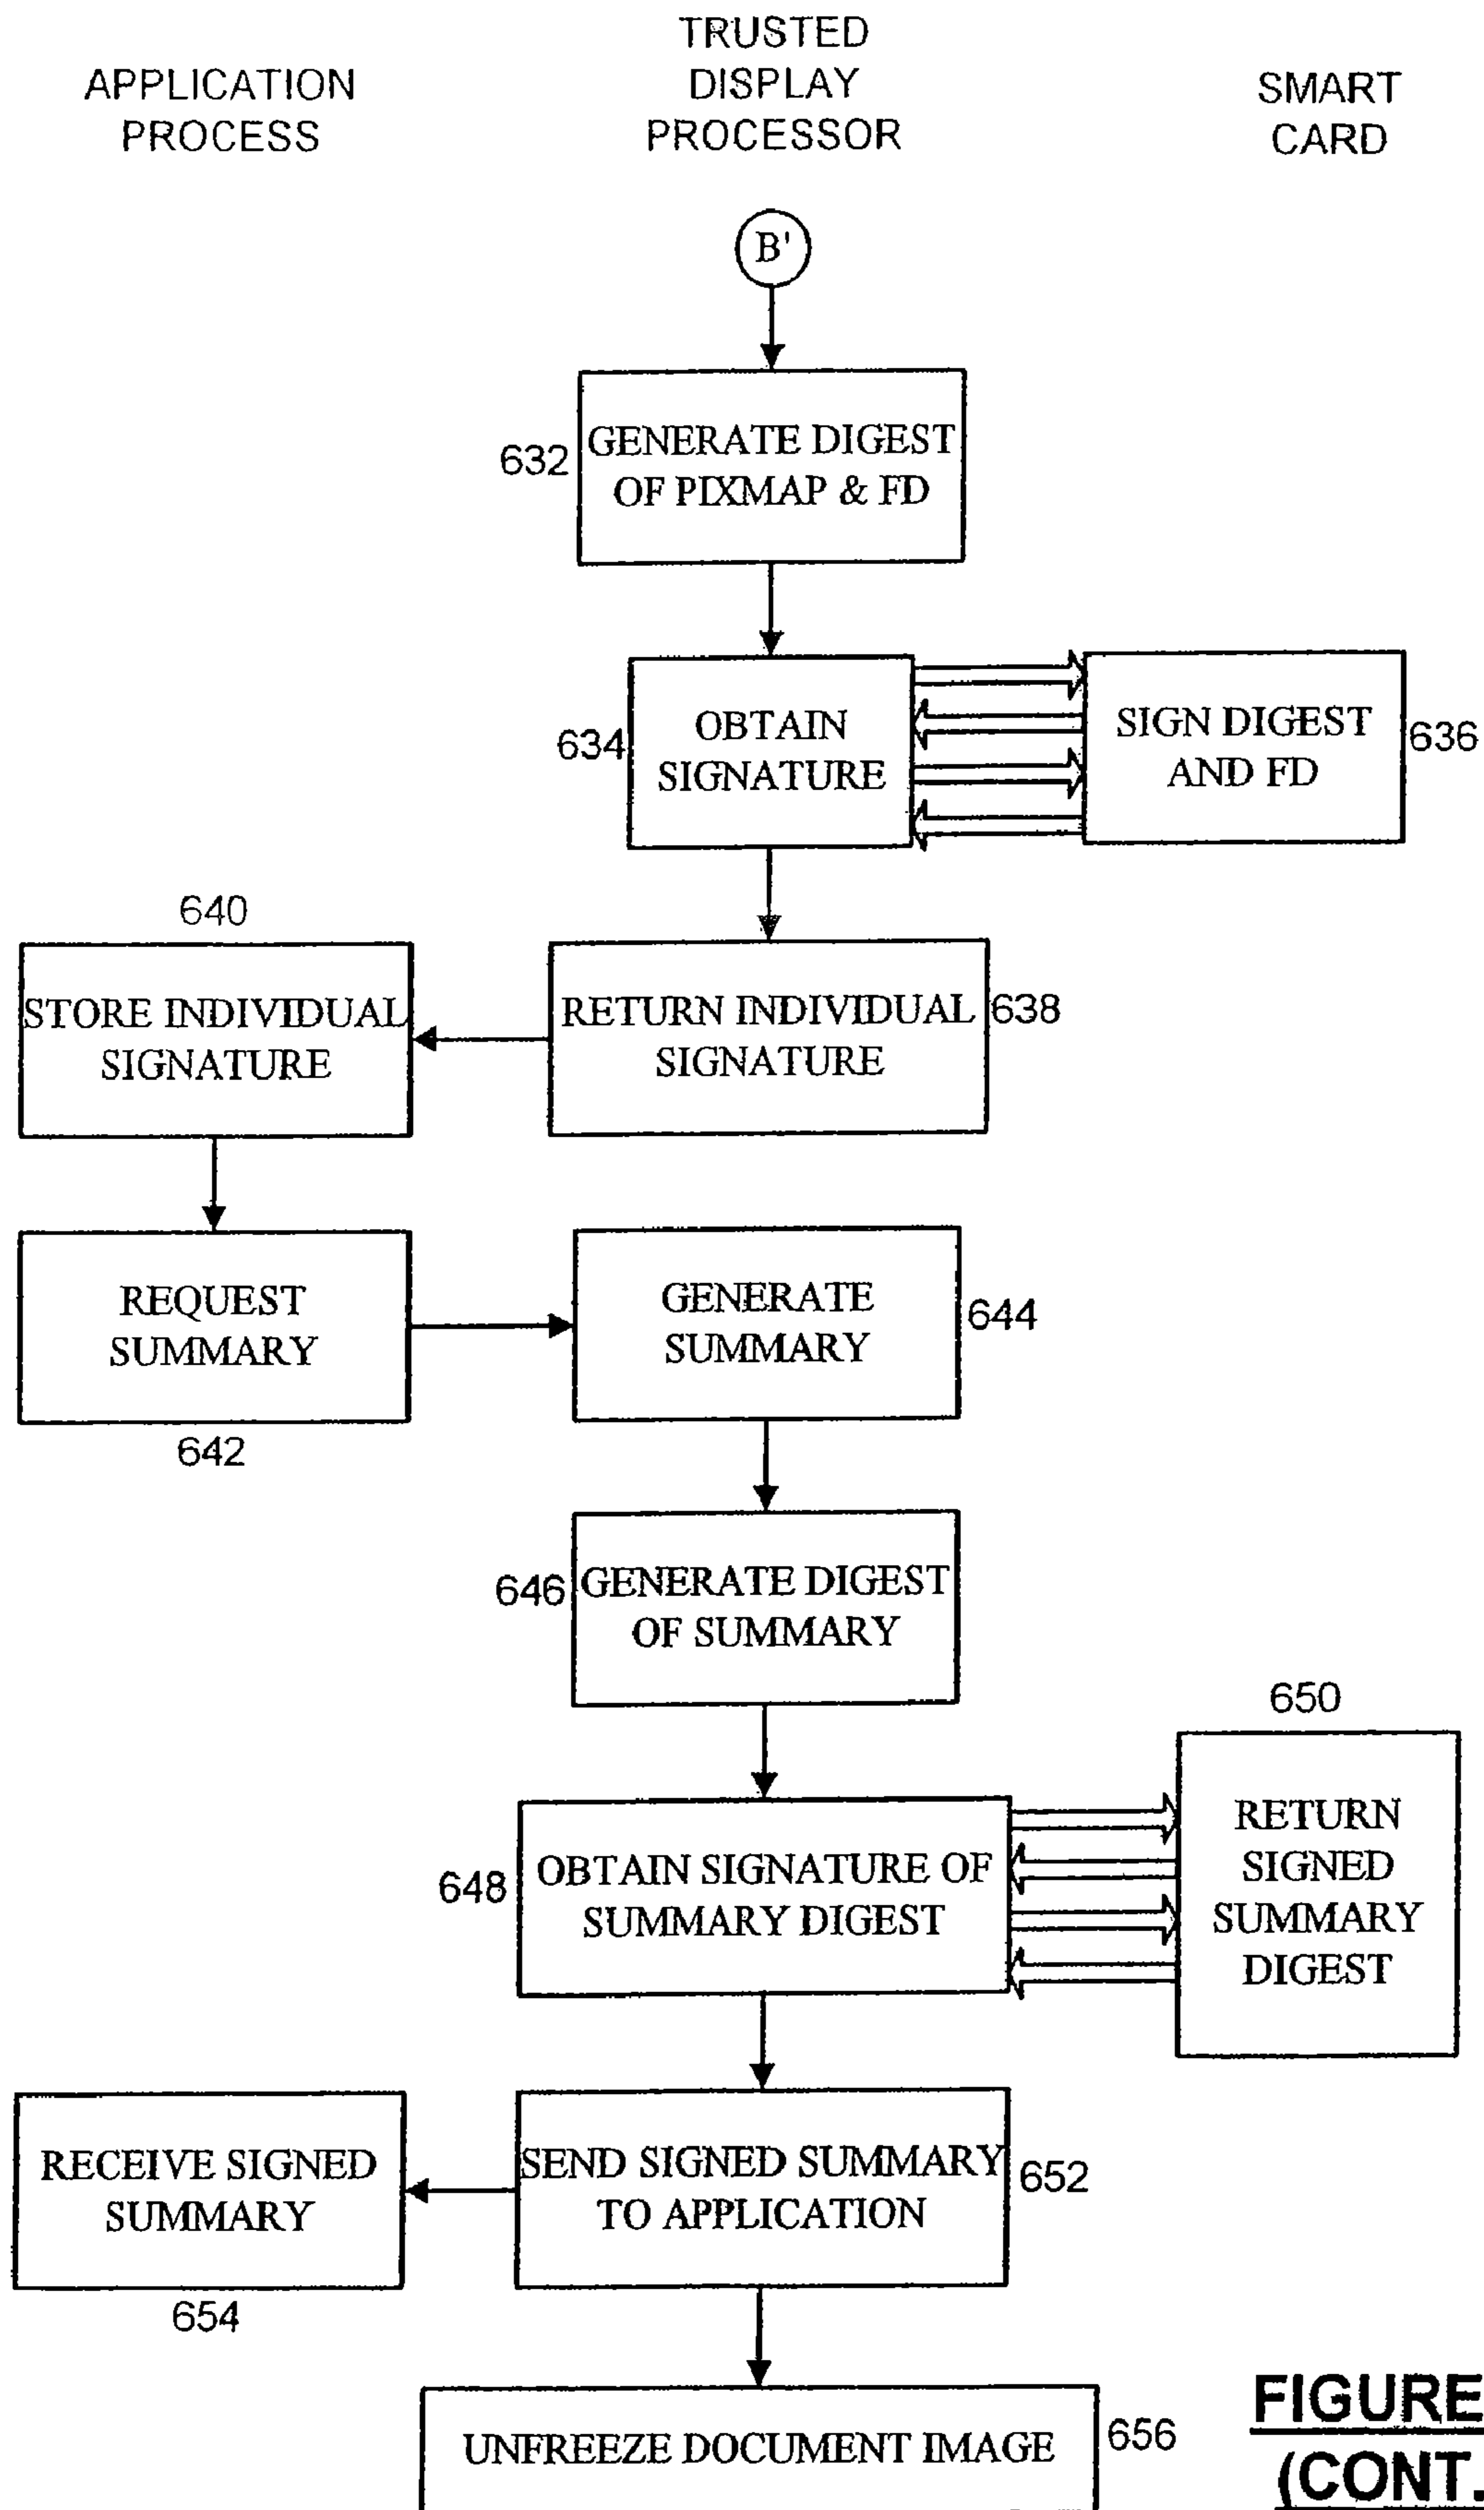 APPLICATION
PROCESS
TRUSTED
DISPLAY
PROCESSOR
SMART
CARD
B'
632
GENERATE DIGEST
OF PIXMAP & FD
634
OBTAIN
SIGNATURE
SIGN DIGEST
AND FD
636
640
STORE INDIVIDUAL
SIGNATURE
RETURN INDIVIDUAL
SIGNATURE
638
REQUEST
SUMMARY
642
GENERATE
SUMMARY
644
646
GENERATE DIGEST
OF SUMMARY
650
648
OBTAIN SIGNATURE OF
SUMMARY DIGEST
RETURN
SIGNED
SUMMARY
DIGEST
RECEIVE SIGNED
SUMMARY
654
SEND SIGNED SUMMARY
TO APPLICATION
652
UNFREEZE DOCUMENT IMAGE
656
FIGURE
(CONT.